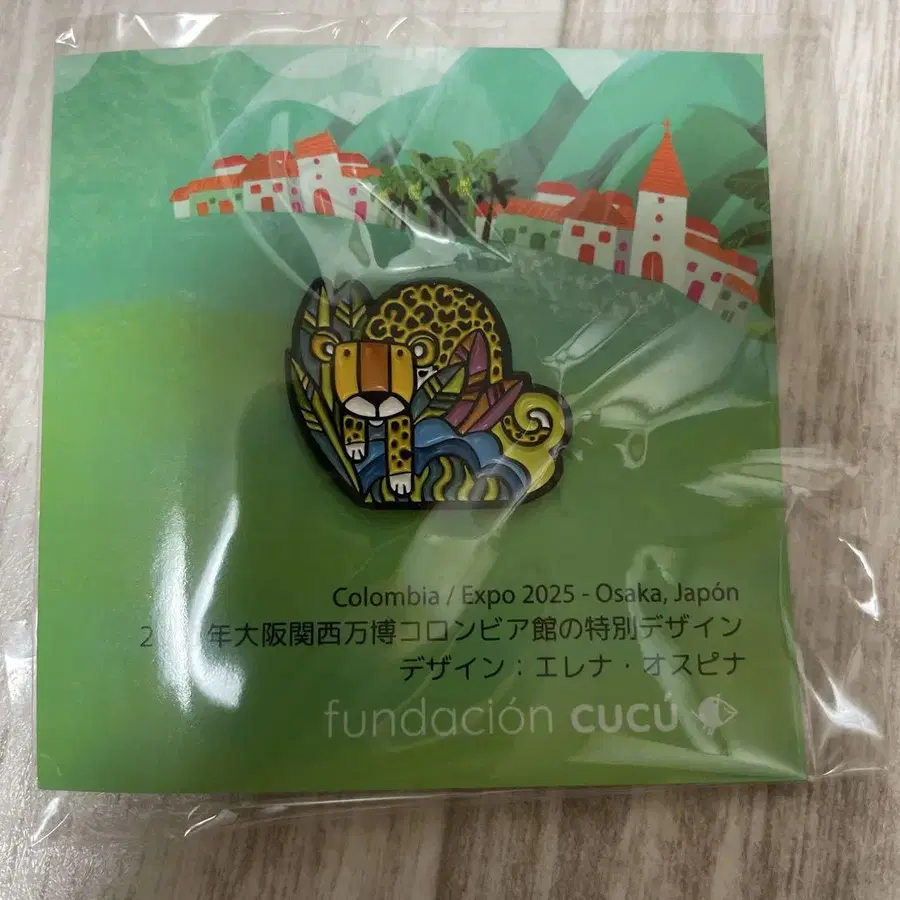 Colombia / Expo 2025 - Osaka, Japón
年大阪関西万博コロンビア館の特別デザイン
デザイン：エレナ・オスピナ
fundación cucú